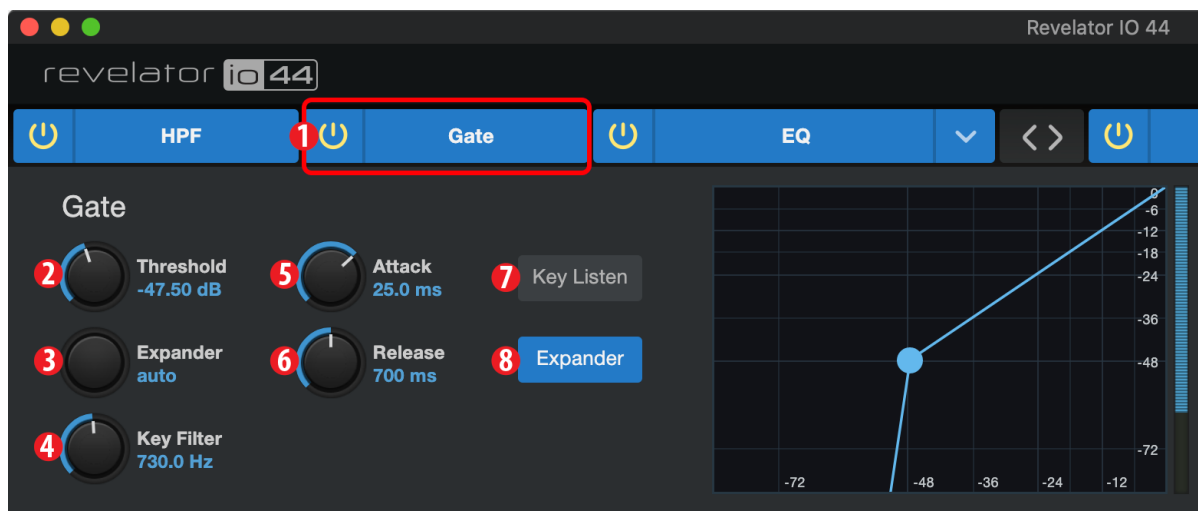 Revelator IO 44
revelator io 44
HPF
1
Gate
EQ
Gate
2
Threshold
-47.50 dB
5
Attack
25.0 ms
7
Key Listen
3
Expander
auto
6
Release
700 ms
8
Expander
4
Key Filter
730.0 Hz
0
-6
-12
-18
-24
-36
-48
-72
-72 -48 -36 -24 -12